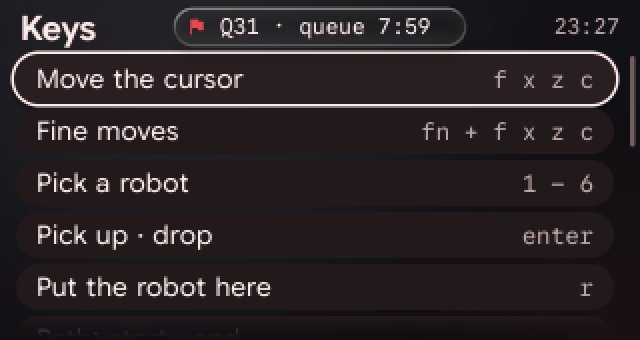 Keys
Q31 · queue 7:59
23:27
Move the cursor f x z c
Fine moves fn + f x z c
Pick a robot 1 – 6
Pick up · drop enter
Put the robot here r